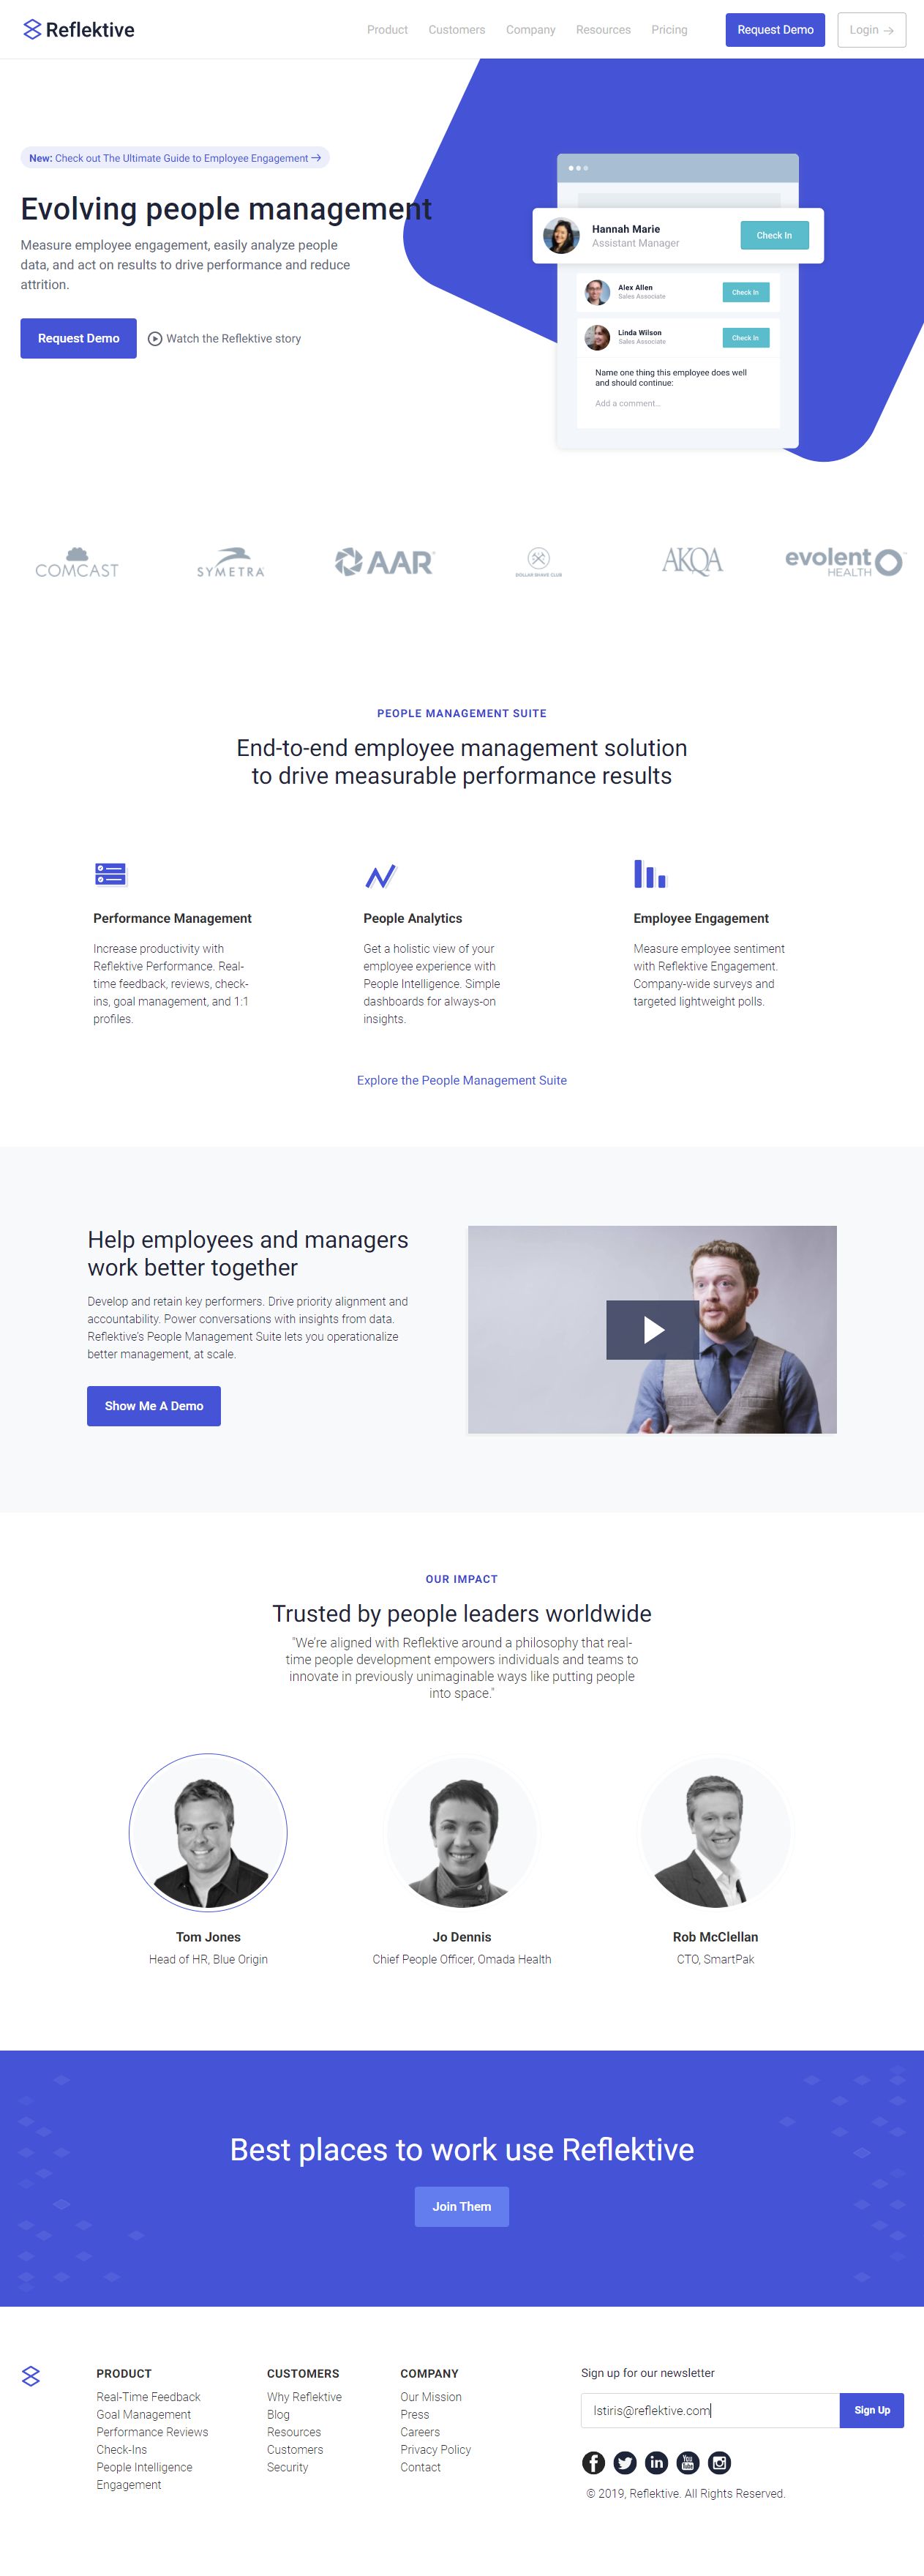 Reflektive
Product Customers Company Resources Pricing Request Demo Login →
New: Check out The Ultimate Guide to Employee Engagement →
Evolving people management
Measure employee engagement, easily analyze people
data, and act on results to drive performance and reduce
attrition.
Request Demo Watch the Reflektive story
Hannah Marie
Assistant Manager
Check In
Alex Allen
Sales Associate
Check In
Linda Wilson
Sales Associate
Check In
Name one thing this employee does well
and should continue:
Add a comment...
COMCAST SYMETRA AAR DOLLAR SHAVE CLUB AKQA evolent HEALTH
PEOPLE MANAGEMENT SUITE
End-to-end employee management solution
to drive measurable performance results
Performance Management
Increase productivity with
Reflektive Performance. Real-
time feedback, reviews, check-
ins, goal management, and 1:1
profiles.
People Analytics
Get a holistic view of your
employee experience with
People Intelligence. Simple
dashboards for always-on
insights.
Employee Engagement
Measure employee sentiment
with Reflektive Engagement.
Company-wide surveys and
targeted lightweight polls.
Explore the People Management Suite
Help employees and managers
work better together
Develop and retain key performers. Drive priority alignment and
accountability. Power conversations with insights from data.
Reflektive's People Management Suite lets you operationalize
better management, at scale.
Show Me A Demo
OUR IMPACT
Trusted by people leaders worldwide
"We're aligned with Reflektive around a philosophy that real-
time people development empowers individuals and teams to
innovate in previously unimaginable ways like putting people
into space."
Tom Jones
Head of HR, Blue Origin
Jo Dennis
Chief People Officer, Omada Health
Rob McClellan
CTO, SmartPak
Best places to work use Reflektive
Join Them
PRODUCT
Real-Time Feedback
Goal Management
Performance Reviews
Check-Ins
People Intelligence
Engagement
CUSTOMERS
Why Reflektive
Blog
Resources
Customers
Security
COMPANY
Our Mission
Press
Careers
Privacy Policy
Contact
Sign up for our newsletter
lstiris@reflektive.com
Sign Up
f in You Tube
© 2019, Reflektive. All Rights Reserved.